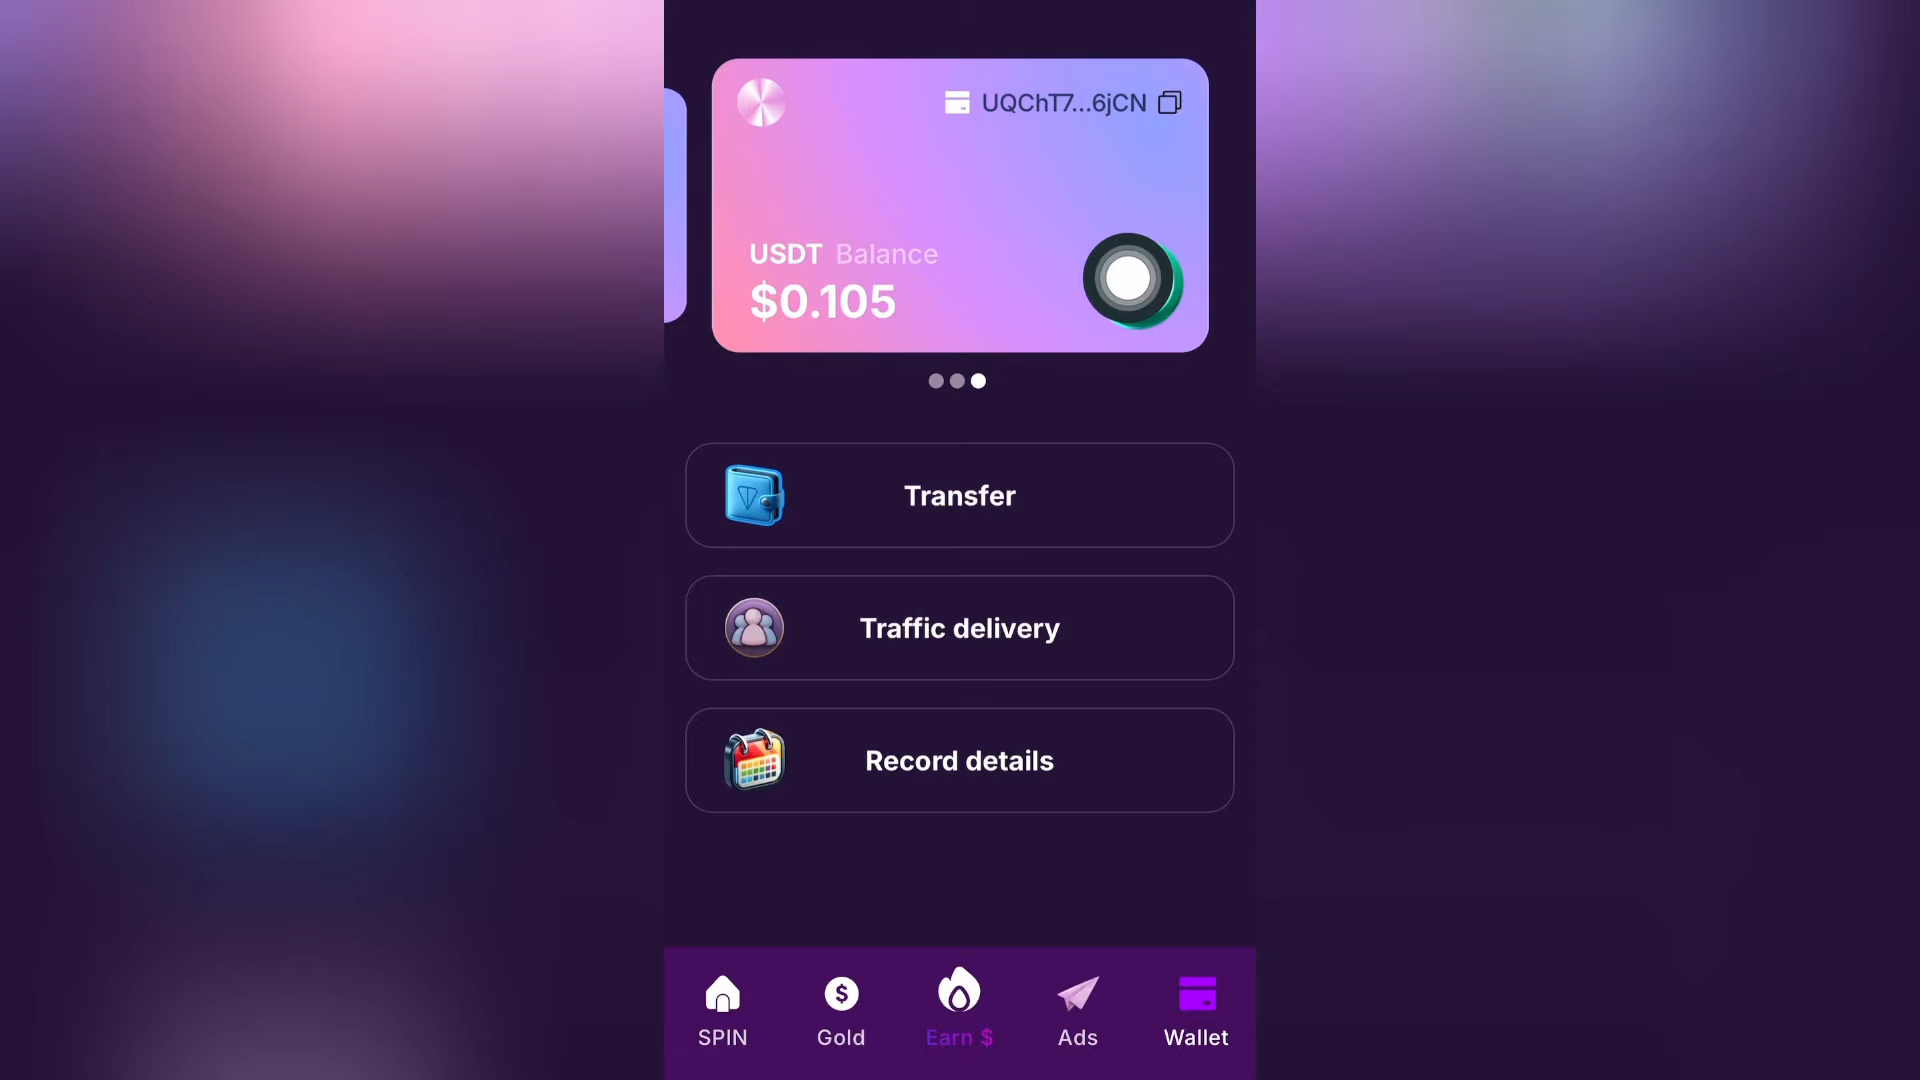 UQChT7...6jCN
USDT Balance
$0.105
Transfer
Traffic delivery
Record details
SPIN
Gold
Earn $
Ads
Wallet